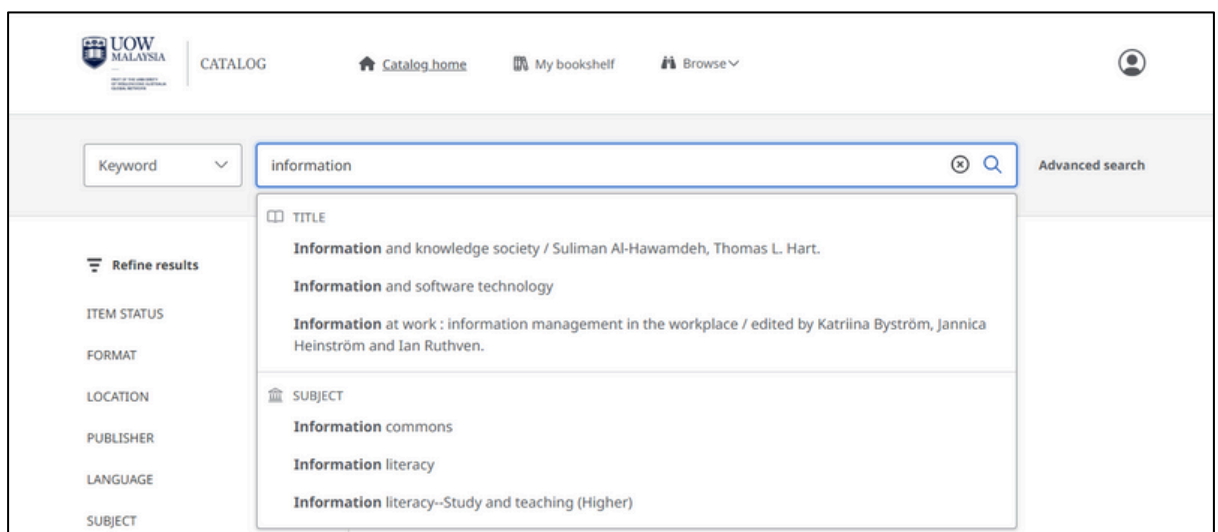 UOW
MALAYSIA
CATALOG
Catalog home
My bookshelf
Browse
Keyword
information
Advanced search
TITLE
Information and knowledge society / Suliman Al-Hawamdeh, Thomas L. Hart.
Information and software technology
Information at work : information management in the workplace / edited by Katriina Byström, Jannica
Heinström and Ian Ruthven.
SUBJECT
Information commons
Information literacy
Information literacy--Study and teaching (Higher)
Refine results
ITEM STATUS
FORMAT
LOCATION
PUBLISHER
LANGUAGE
SUBJECT